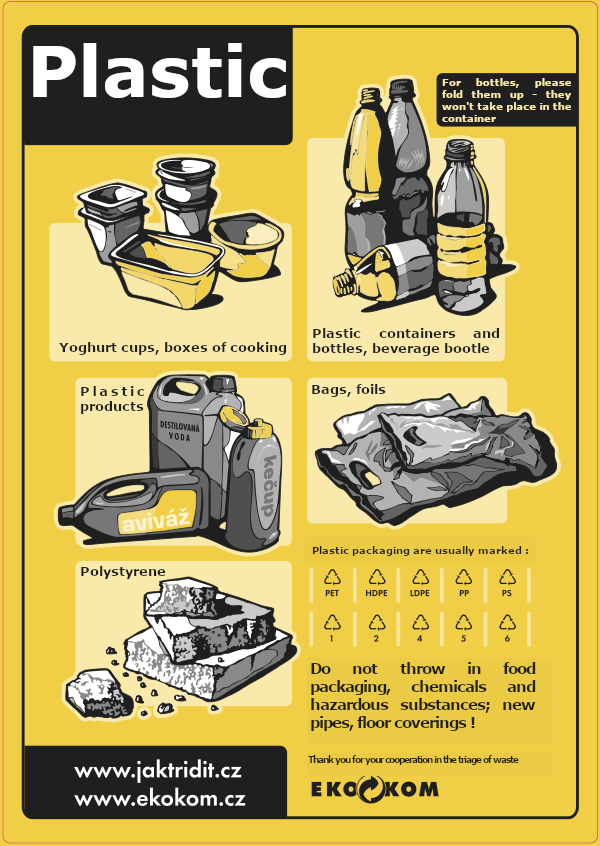 Plastic
For bottles, please
fold them up - they
won't take place in the
container
Yoghurt cups, boxes of cooking
Plastic containers and
bottles, beverage bootle
Plastic
products
DESTILOVANÁ
VODA
kečup
aviváž
Bags, foils
Polystyrene
Plastic packaging are usually marked :
PET HDPE LDPE PP PS
1 2 4 5 6
Do not throw in food
packaging, chemicals and
hazardous substances; new
pipes, floor coverings !
Thank you for your cooperation in the triage of waste
EKO KOM
www.jaktridit.cz
www.ekokom.cz